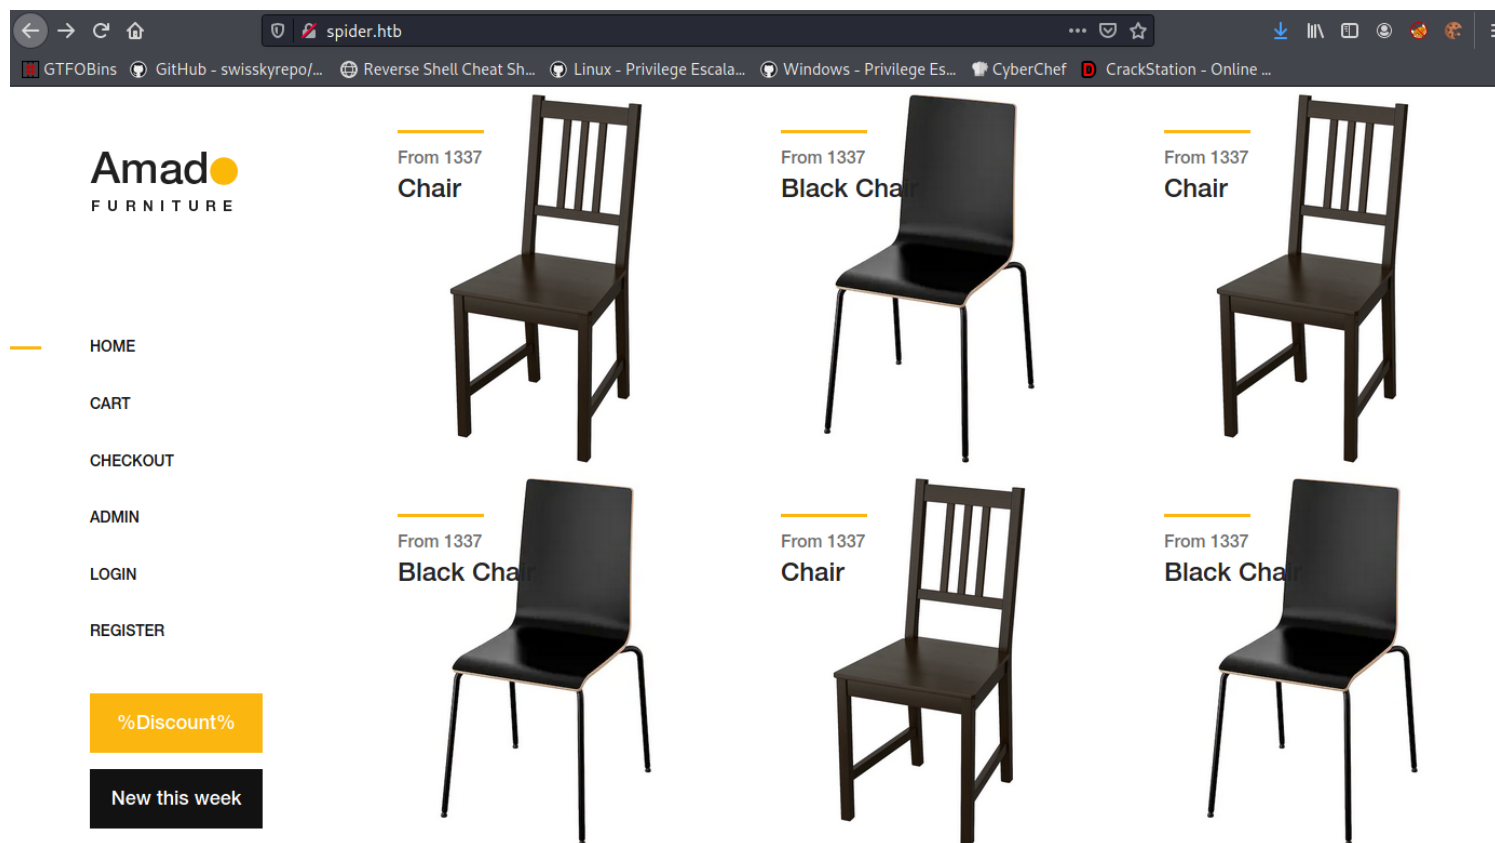 spider.htb
GTFOBins GitHub - swisskyrepo/... Reverse Shell Cheat Sh... Linux - Privilege Escala... Windows - Privilege Es... CyberChef CrackStation - Online ...
Amado
FURNITURE
HOME
CART
CHECKOUT
ADMIN
LOGIN
REGISTER
%Discount%
New this week
From 1337
Chair
From 1337
Black Chair
From 1337
Chair
From 1337
Black Chair
From 1337
Chair
From 1337
Black Chair